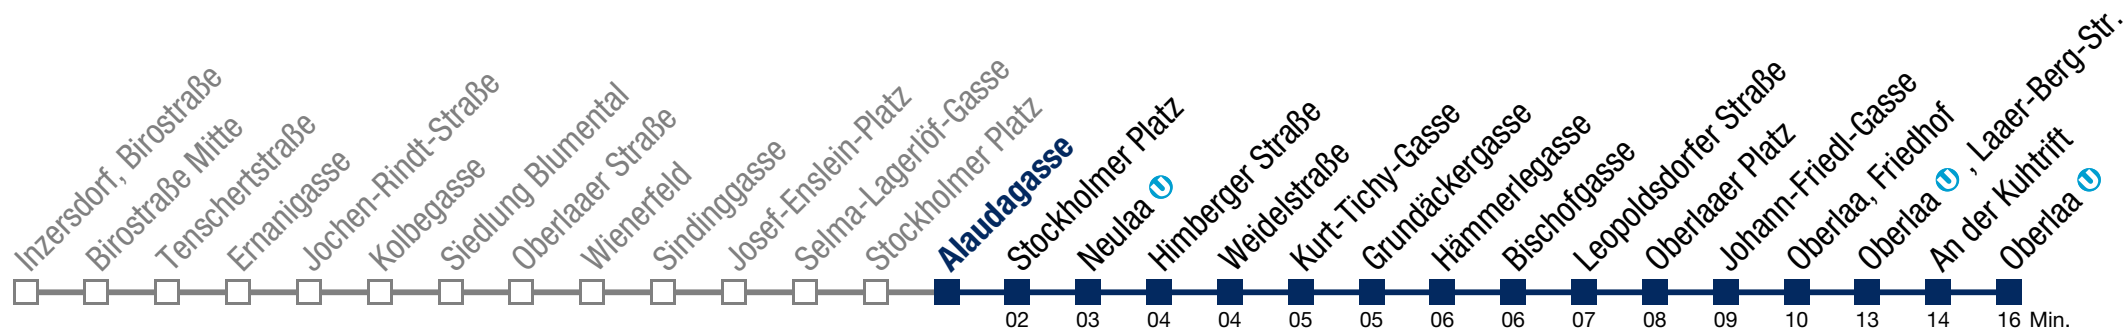 Inzersdorf, Birostraße
Birostraße Mitte
Tenschertstraße
Ernanigasse
Jochen-Rindt-Straße
Kolbegasse
Siedlung Blumental
Oberlaaer Straße
Wienerfeld
Sindinggasse
Josef-Enslein-Platz
Selma-Lagerlöf-Gasse
Stockholmer Platz
Alaudagasse
Stockholmer Platz
Neulaa U
Himberger Straße
Weidelstraße
Kurt-Tichy-Gasse
Grundäckergasse
Hämmerlegasse
Bischofgasse
Leopoldsdorfer Straße
Oberlaaer Platz
Johann-Friedl-Gasse
Oberlaa, Friedhof
Oberlaa U , Laaer-Berg-Str.
An der Kuhtrift
Oberlaa U
02 03 04 04 05 05 06 06 07 08 09 10 13 14 16 Min.